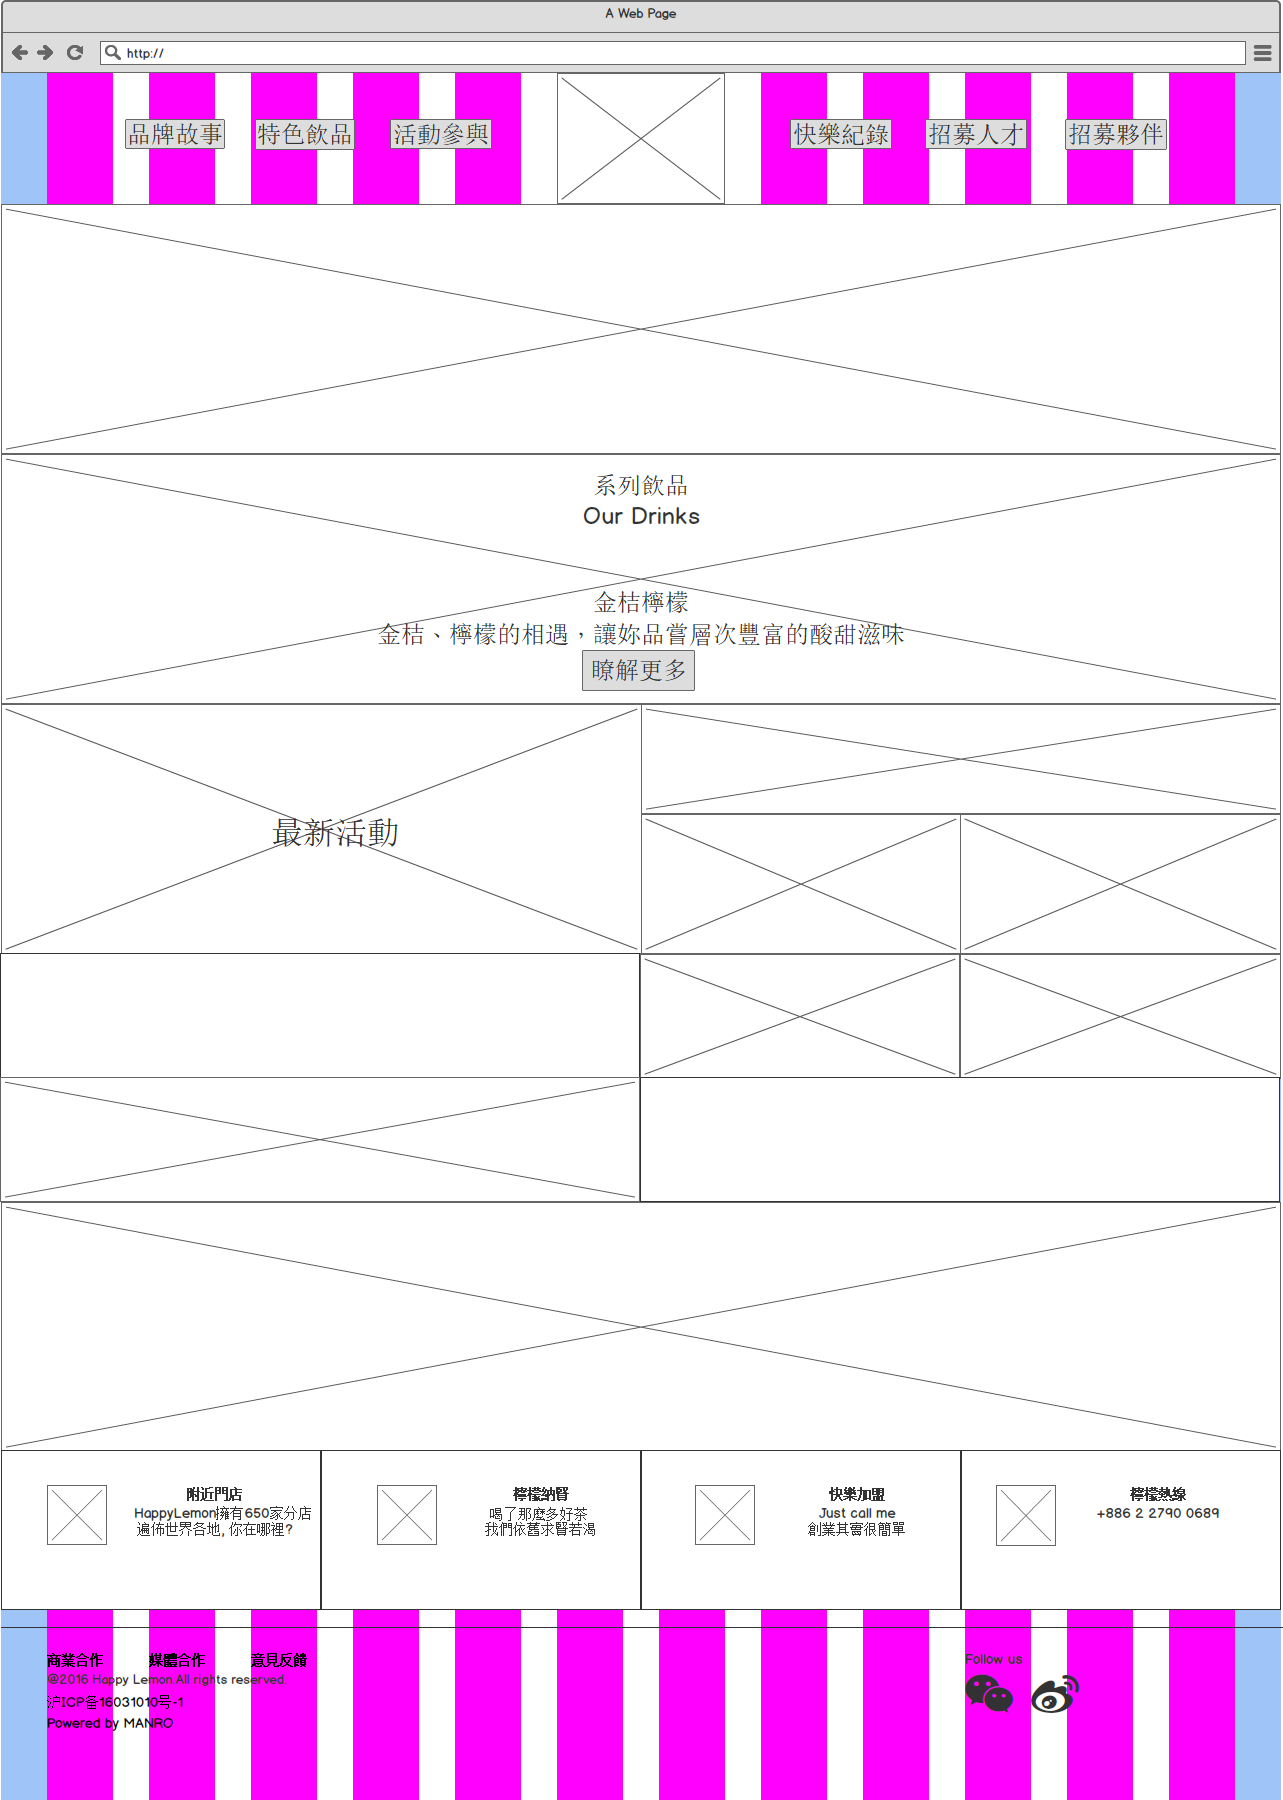 A Web Page
http://
品牌故事
特色飲品
活動參與
快樂紀錄
招募人才
招募夥伴
系列飲品
Our Drinks
金桔檸檬
金桔、檸檬的相遇，讓妳品嘗層次豐富的酸甜滋味
瞭解更多
最新活動
附近門店
HappyLemon擁有650家分店
遍佈世界各地, 你在哪裡?
檸檬納賢
喝了那麼多好茶
我們依舊求賢若渴
快樂加盟
Just call me
創業其實很簡單
檸檬熱線
+886 2 2790 0689
商業合作
媒體合作
意見反饋
@2016 Happy Lemon.All rights reserved.
沪ICP备16031010号-1
Powered by MANRO
Follow us